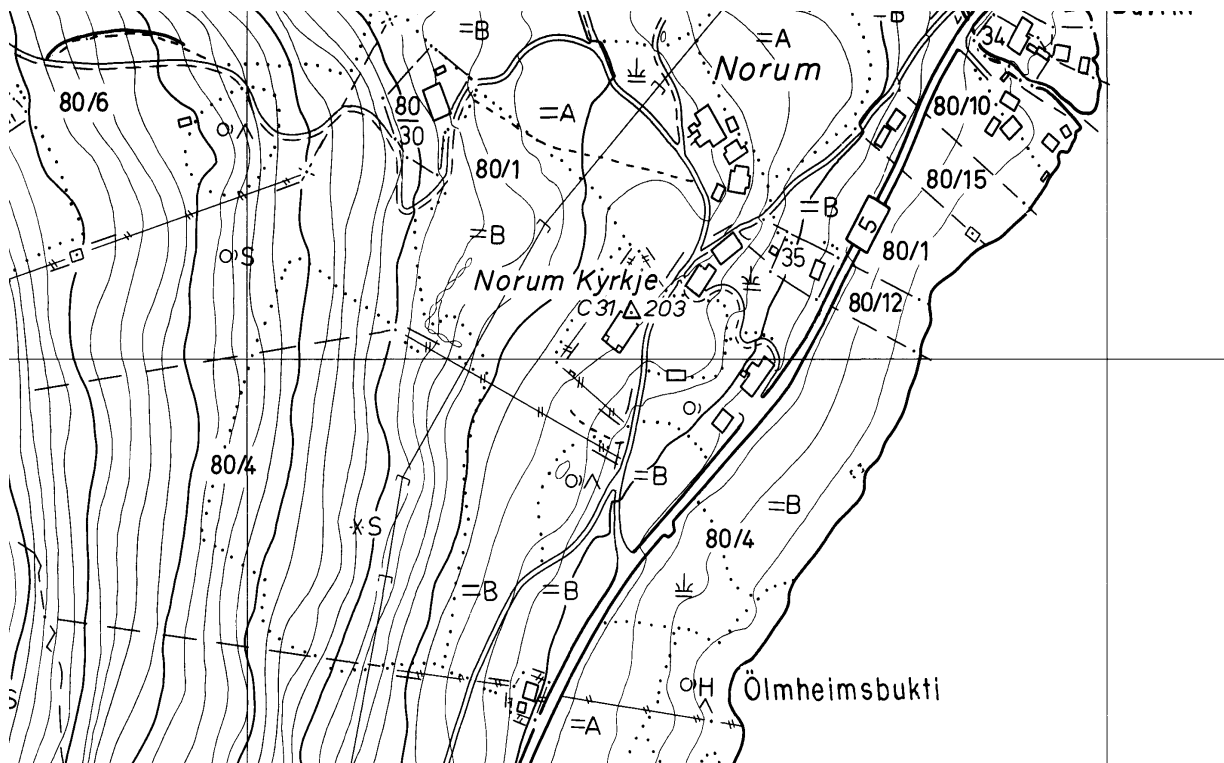 =B
=B
=A
34
Norum
80/6
80
30
=A
80/10
80/1
80/15
=B
=B
5
80/1
S
35
Norum Kyrkje
C 31 203
80/12
80/4
=B
=B
S
80/4
=B
=B
H
Ölmheimsbukti
=A